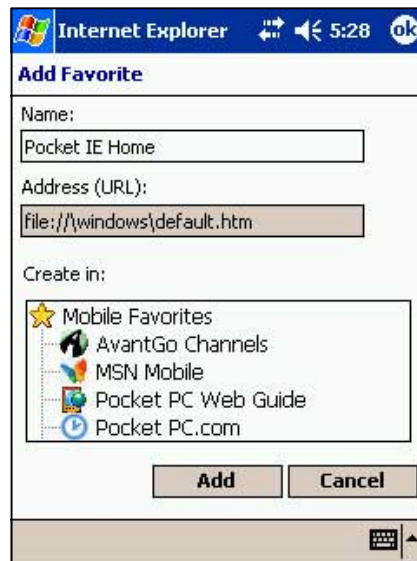 Internet Explorer 5:28 ok
Add Favorite
Name:
Pocket IE Home
Address (URL):
file://\windows\default.htm
Create in:
Mobile Favorites
AvantGo Channels
MSN Mobile
Pocket PC Web Guide
Pocket PC.com
Add Cancel